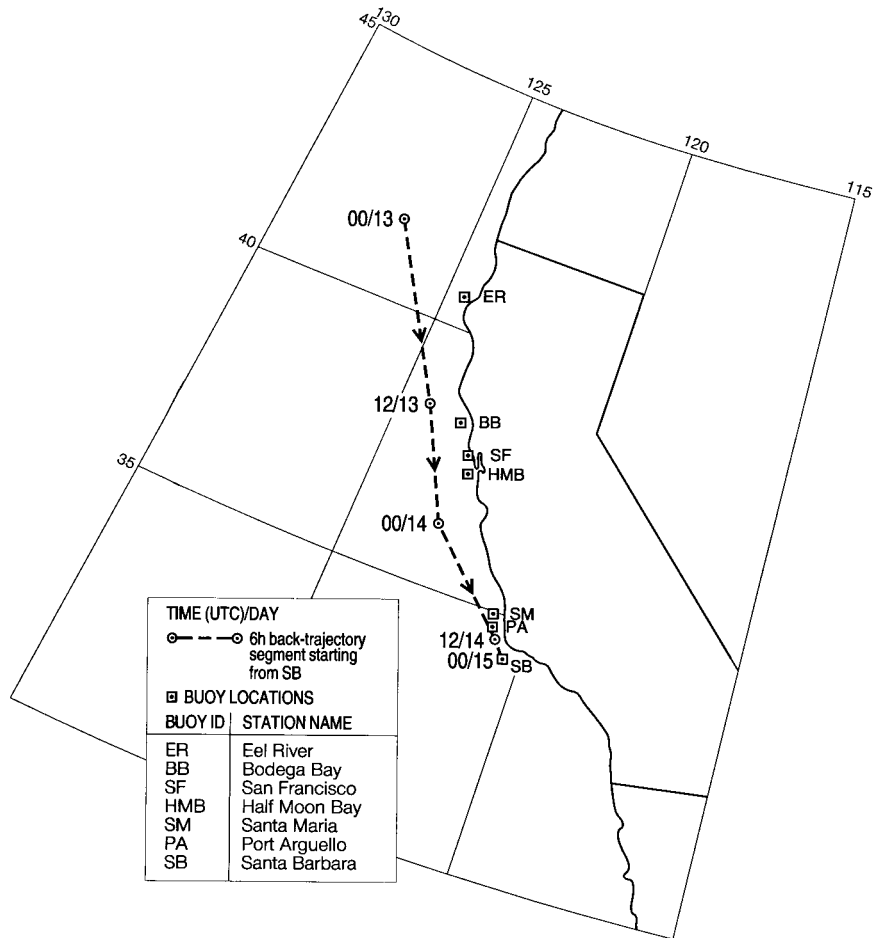 130
45
125
120
115
00/13
40
ER
12/13
BB
SF
HMB
35
00/14
SM
PA
12/14
00/15
SB
TIME (UTC)/DAY
6h back-trajectory
segment starting
from SB
BUOY LOCATIONS
BUOY ID STATION NAME
ER Eel River
BB Bodega Bay
SF San Francisco
HMB Half Moon Bay
SM Santa Maria
PA Port Arguello
SB Santa Barbara